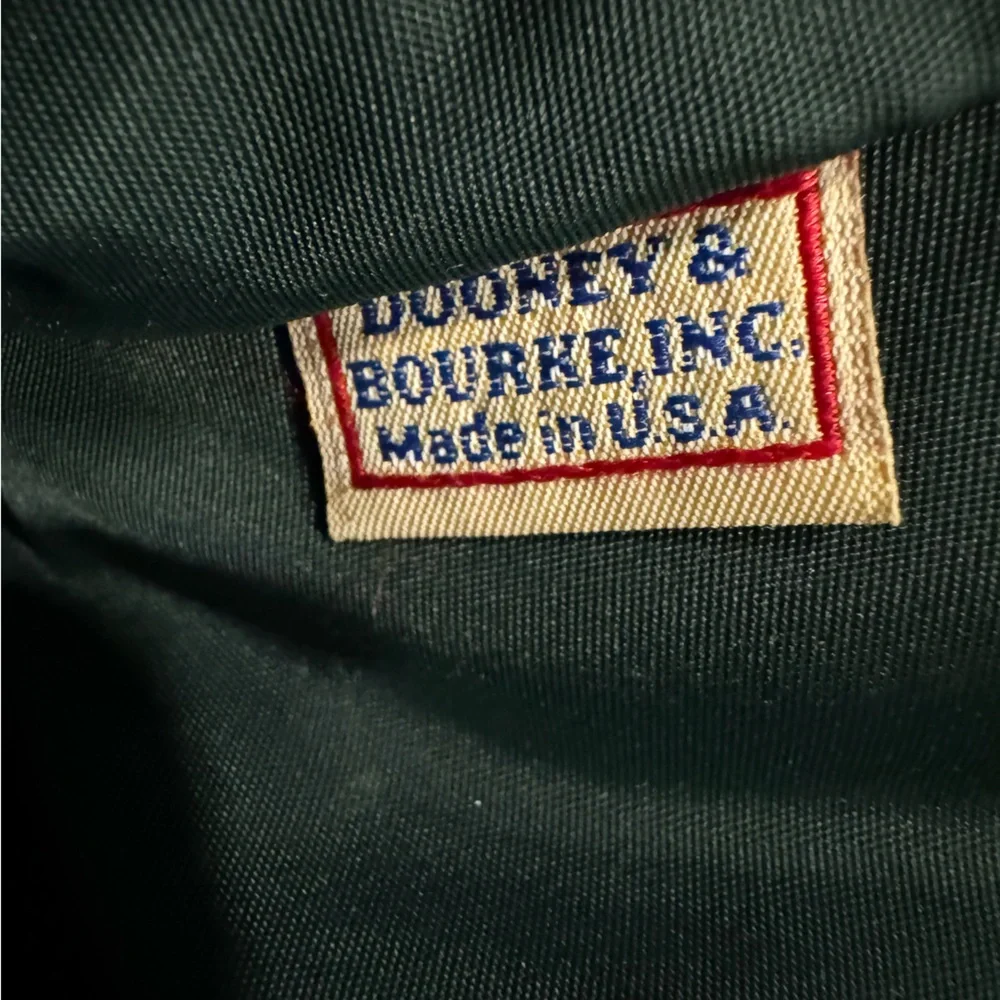 DOONEY &
BOURKE, INC.
Made in U.S.A.